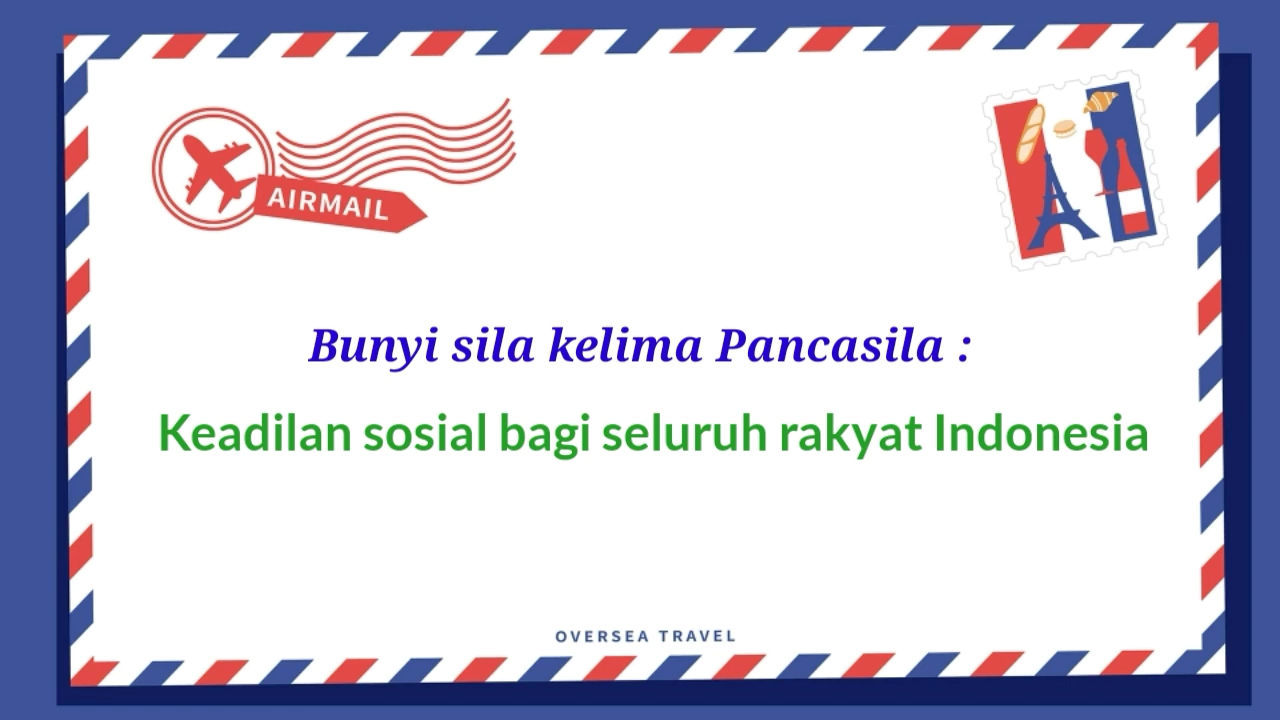 AIRMAIL
Bunyi sila kelima Pancasila :
Keadilan sosial bagi seluruh rakyat Indonesia
OVERSEA TRAVEL